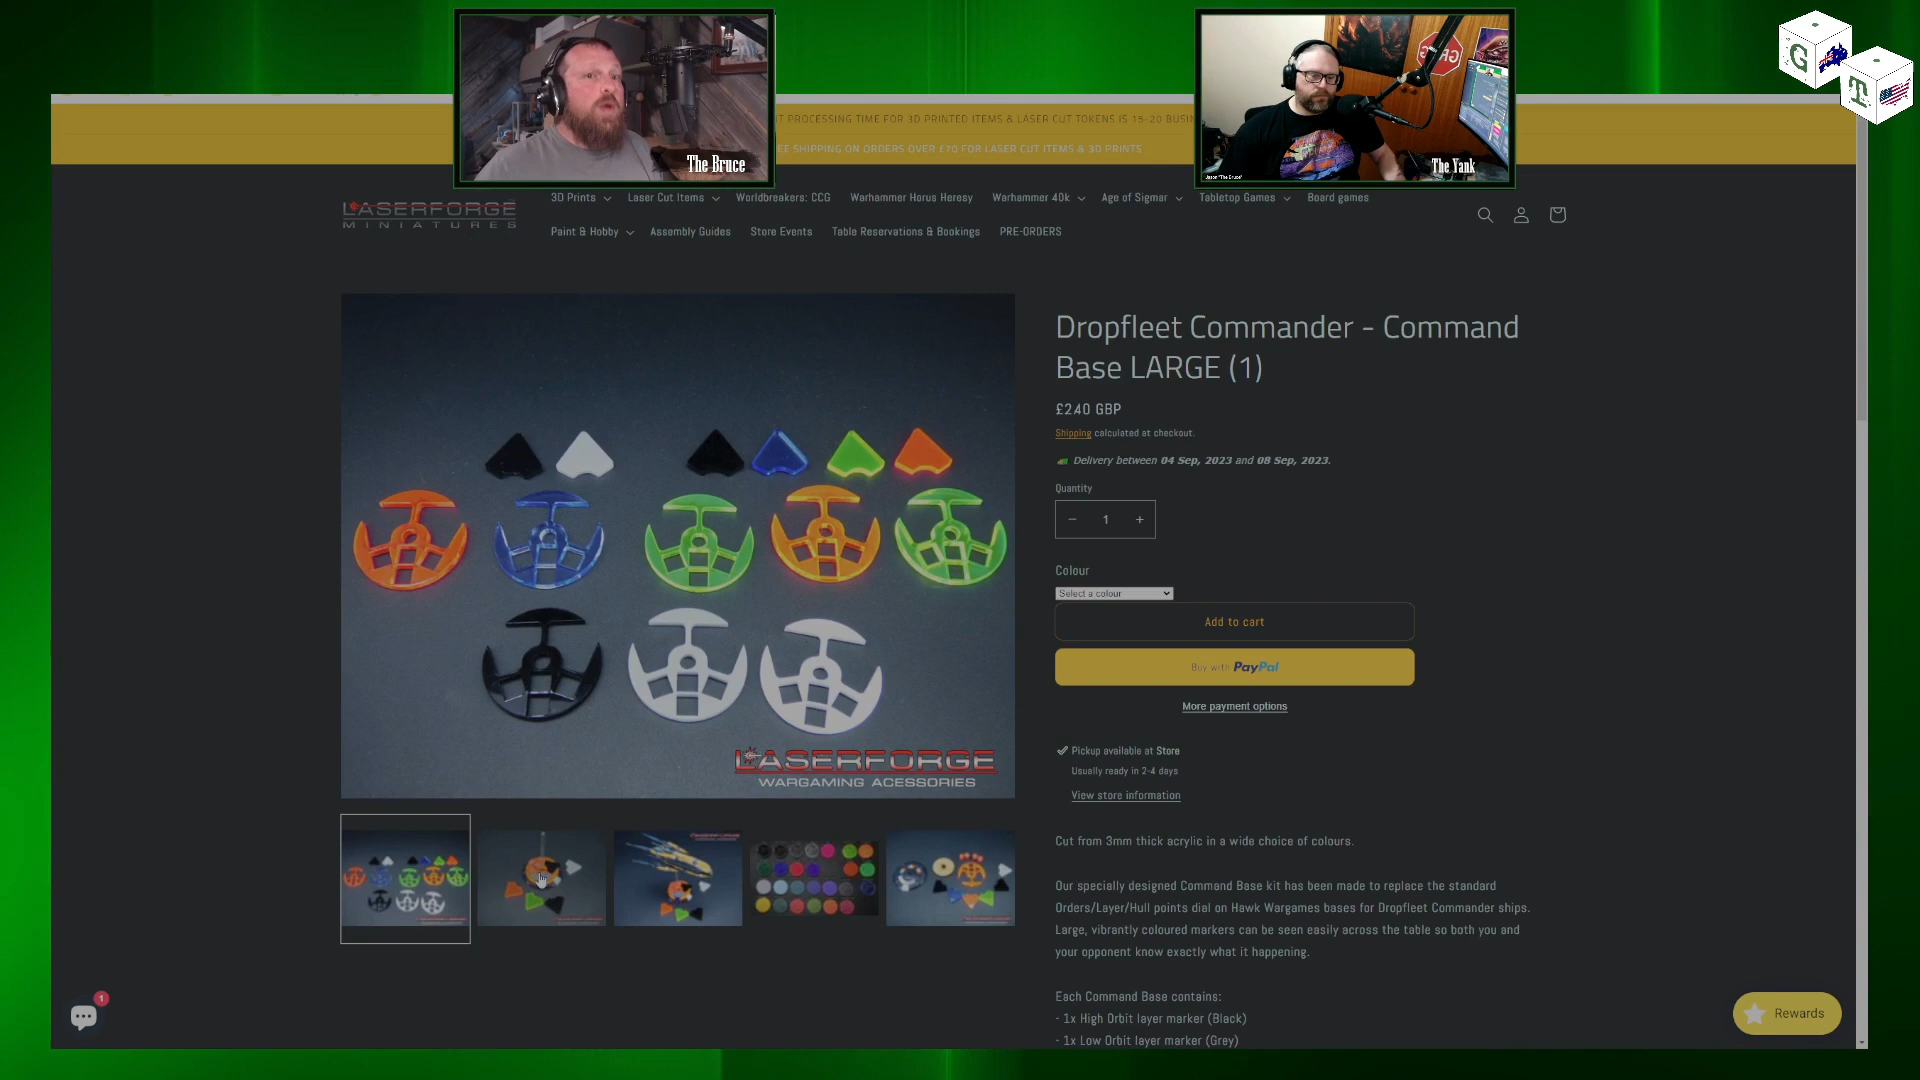 The Bruce
The Yank
Jason "The Bruce"
G
T
T PROCESSING TIME FOR 3D PRINTED ITEMS & LASER CUT TOKENS IS 15-20 BUSIN
EE SHIPPING ON ORDERS OVER £70 FOR LASER CUT ITEMS & 3D PRINTS
LASERFORGE
MINIATURES
3D Prints
Laser Cut Items
Worldbreakers: CCG
Warhammer Horus Heresy
Warhammer 40k
Age of Sigmar
Tabletop Games
Board games
Paint & Hobby
Assembly Guides
Store Events
Table Reservations & Bookings
PRE-ORDERS
LASERFORGE
WARGAMING ACESSORIES
Dropfleet Commander - Command
Base LARGE (1)
£2.40 GBP
Shipping calculated at checkout.
Delivery between 04 Sep, 2023 and 08 Sep, 2023.
Quantity
− 1 +
Colour
Select a colour
Add to cart
Buy with PayPal
More payment options
Pickup available at Store
Usually ready in 2-4 days
View store information
Cut from 3mm thick acrylic in a wide choice of colours.
Our specially designed Command Base kit has been made to replace the standard
Orders/Layer/Hull points dial on Hawk Wargames bases for Dropfleet Commander ships.
Large, vibrantly coloured markers can be seen easily across the table so both you and
your opponent know exactly what it happening.
Each Command Base contains:
- 1x High Orbit layer marker (Black)
- 1x Low Orbit layer marker (Grey)
1
Rewards